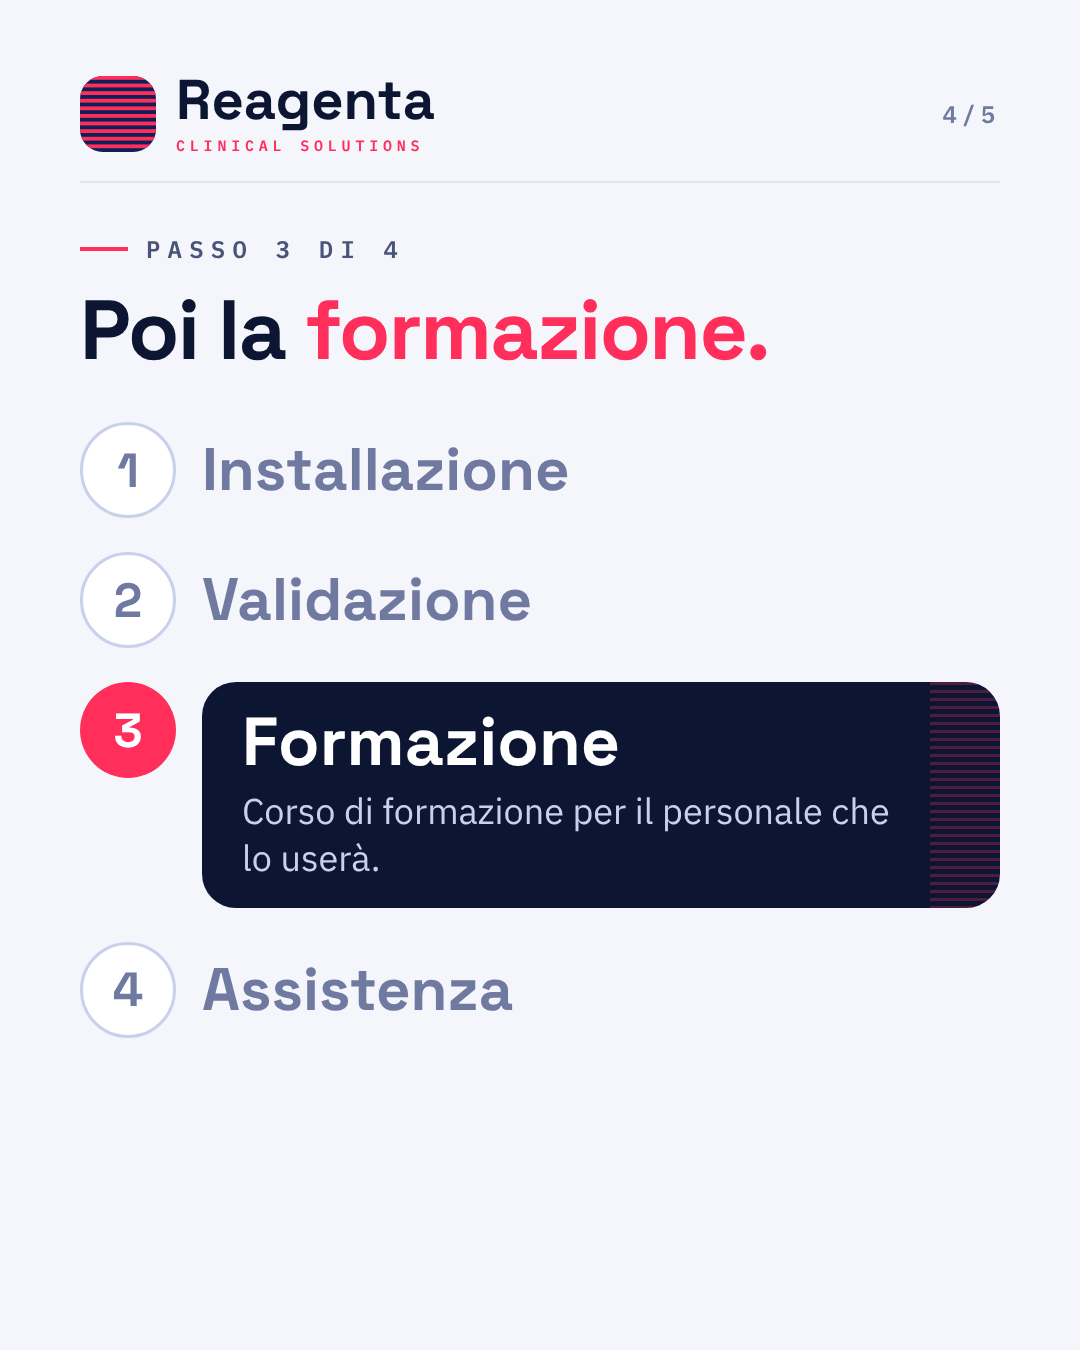 Reagenta
CLINICAL SOLUTIONS
4/5
PASSO 3 DI 4
Poi la formazione.
1 Installazione
2 Validazione
3 Formazione
Corso di formazione per il personale che
lo userà.
4 Assistenza